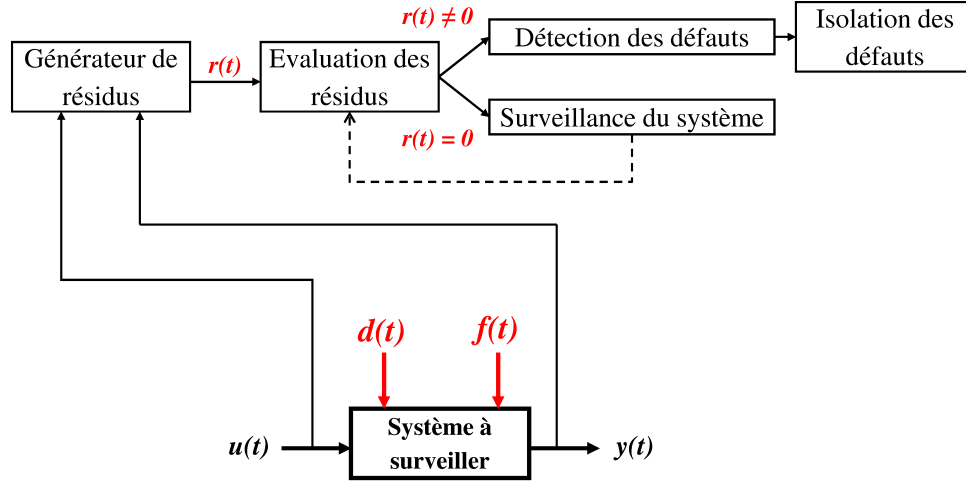 Générateur de
résidus
r(t)
Evaluation des
résidus
r(t) ≠ 0
r(t) = 0
Détection des défauts
Surveillance du système
Isolation des
défauts
d(t)
f(t)
u(t)
Système à
surveiller
y(t)